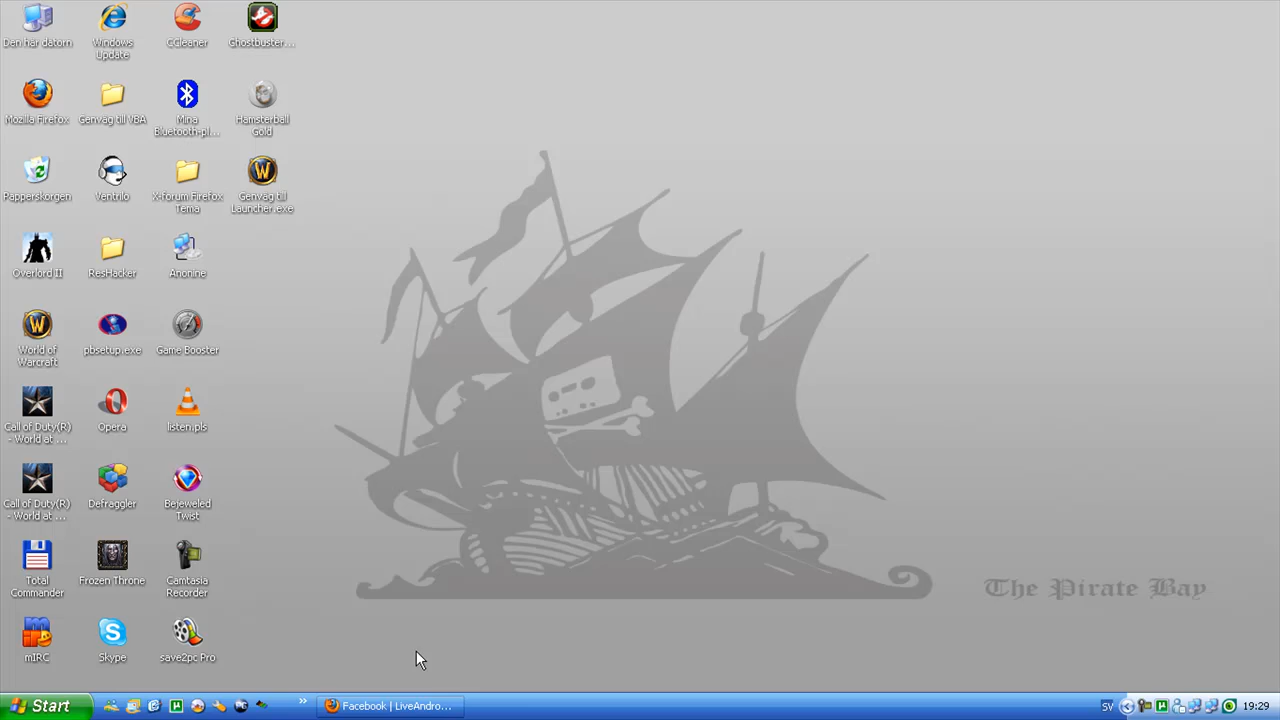 Den här datorn
Windows
Update
CCleaner
Ghostbuster...
Mozilla Firefox
Genväg till VBA
Mina
Bluetooth-pl...
Hamsterball
Gold
Papperskorgen
Ventrilo
X-forum Firefox
Tema
Genväg till
Launcher.exe
Overlord II
ResHacker
Anonine
World of
Warcraft
pbsetup.exe
Game Booster
Call of Duty(R)
- World at ...
Opera
listen.pls
Call of Duty(R)
- World at ...
Defraggler
Bejeweled
Twist
Total
Commander
Frozen Throne
Camtasia
Recorder
The Pirate Bay
mIRC
Skype
save2pc Pro
Start
Facebook | LiveAndro...
SV
19:29